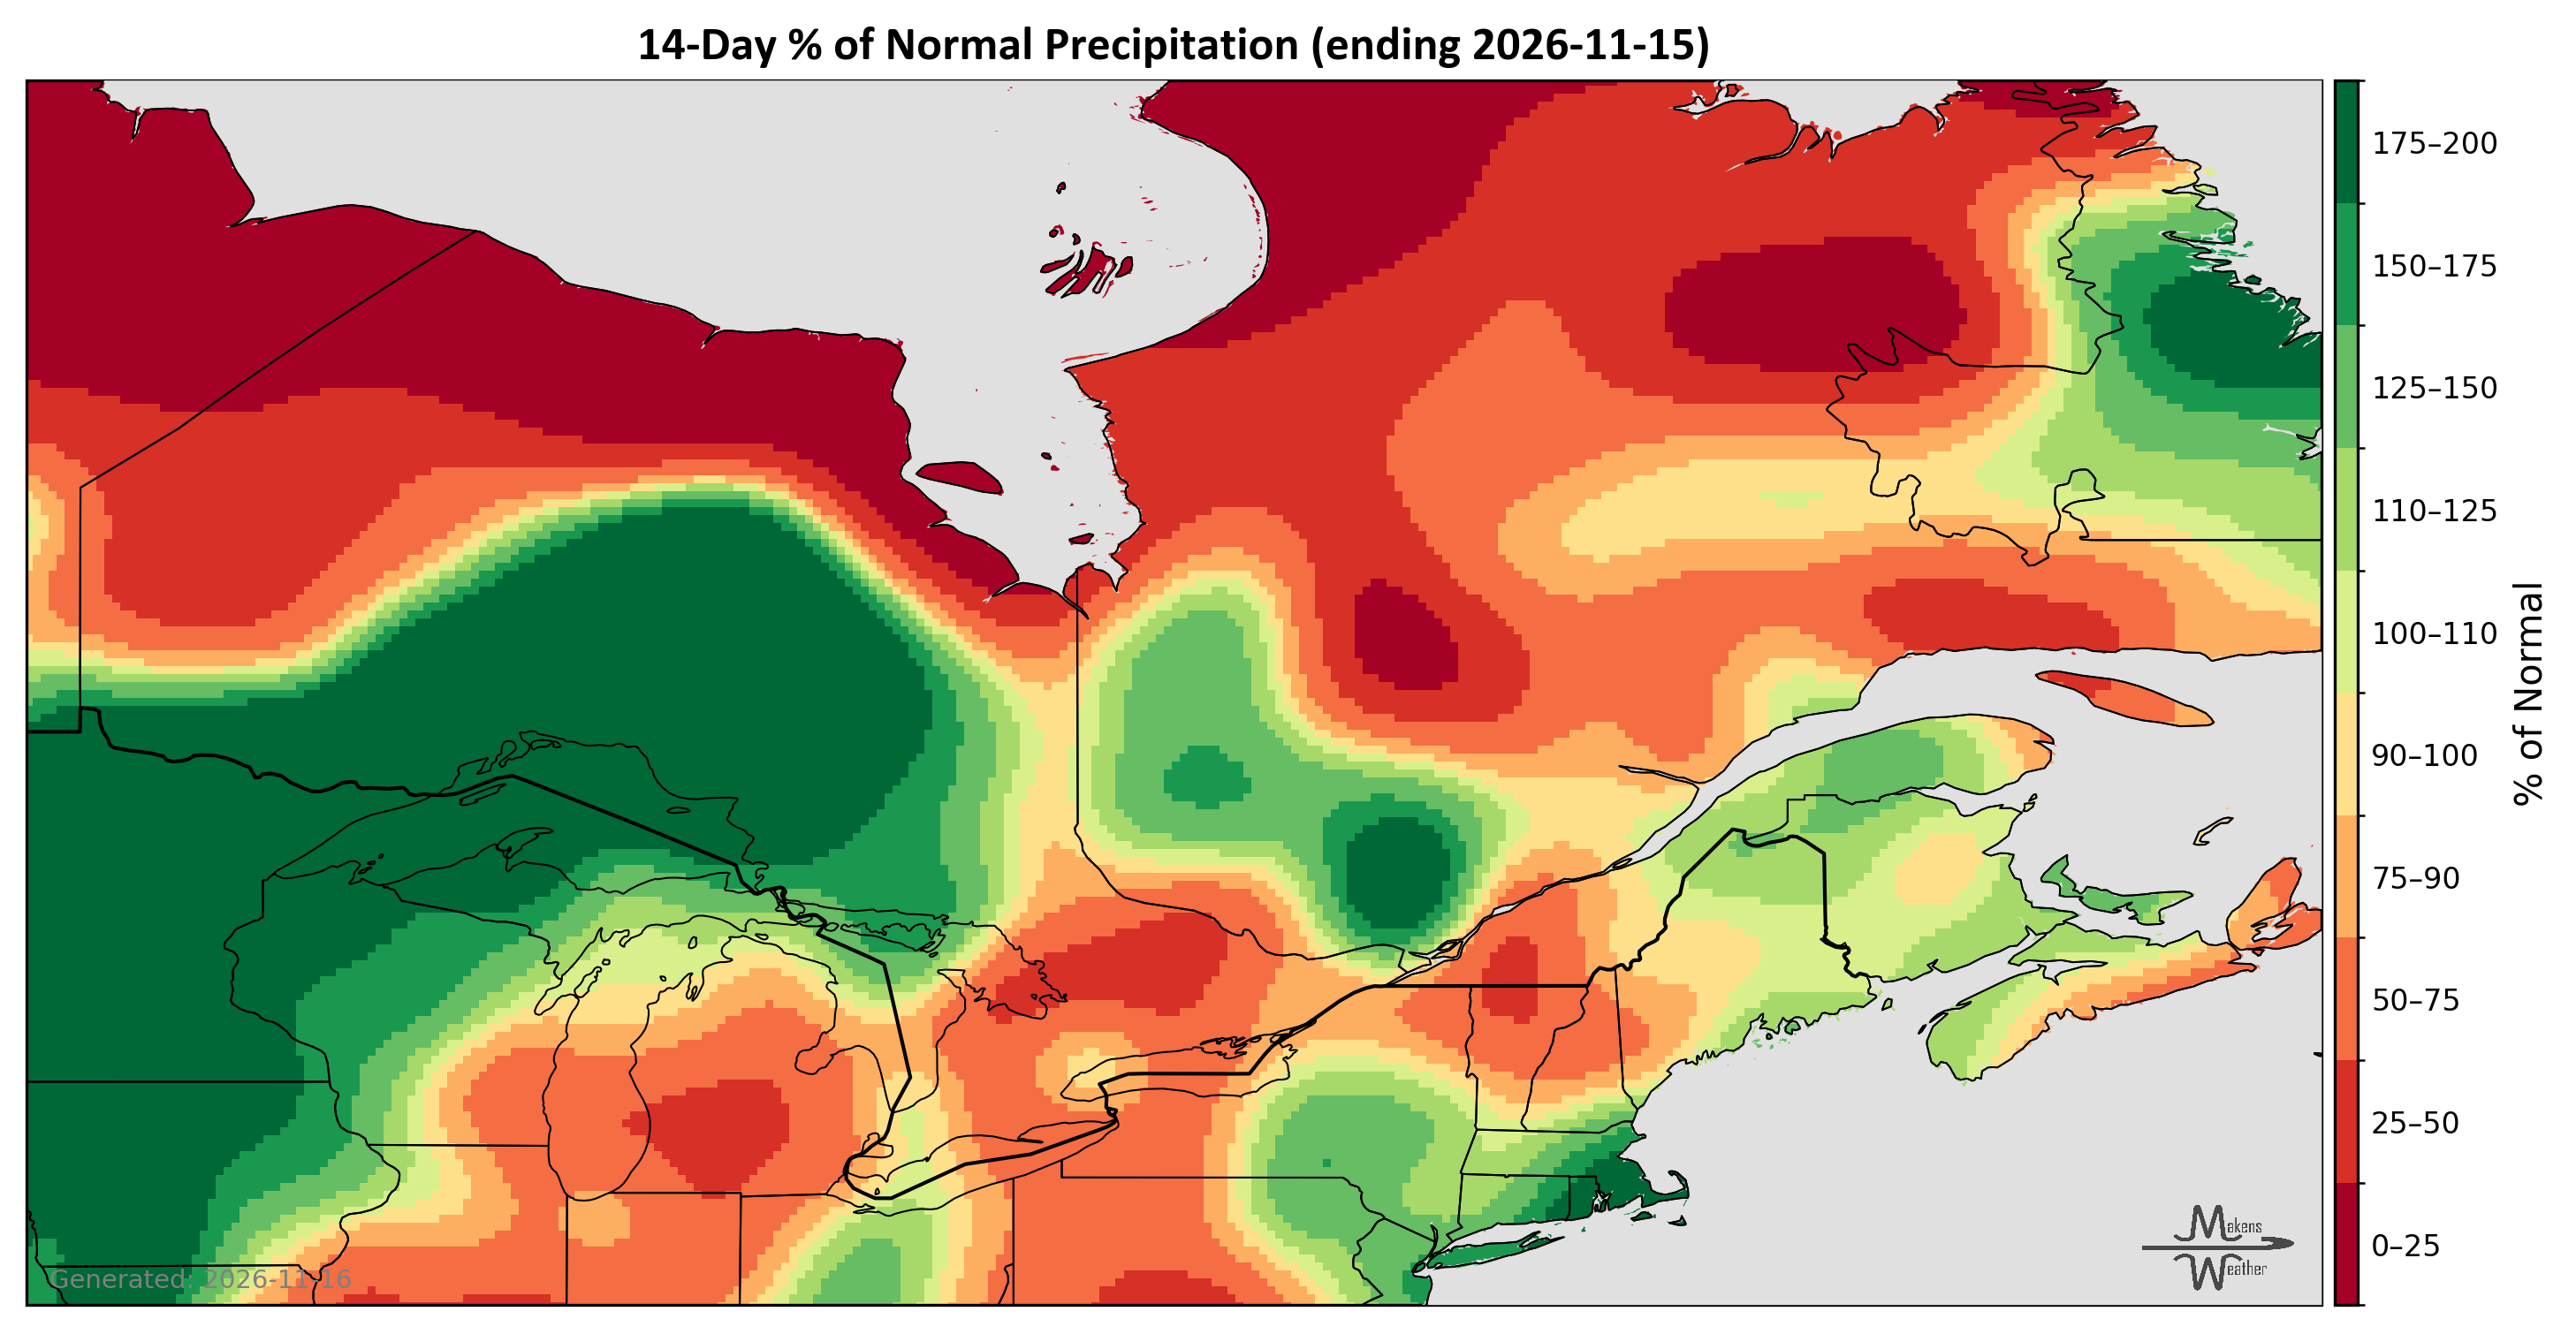 14-Day % of Normal Precipitation (ending 2026-11-15)
175–200
150–175
125–150
110–125
100–110
90–100
75–90
50–75
25–50
0–25
% of Normal
Generated: 2026-11-16
Makens
Weather